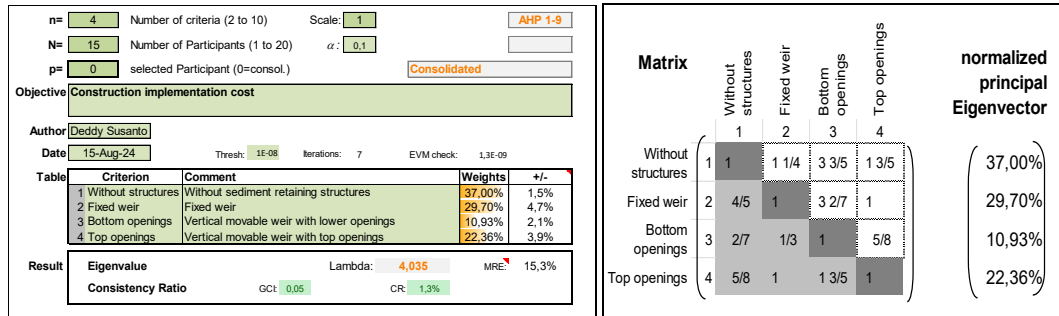 n= 4 Number of criteria (2 to 10) Scale: 1 AHP 1-9
N= 15 Number of Participants (1 to 20) α : 0,1
p= 0 selected Participant (0=consol.) Consolidated
Objective Construction implementation cost
Author Deddy Susanto
Date 15-Aug-24 Thresh: 1E-08 Iterations: 7 EVM check: 1,3E-09
Table Criterion Comment Weights +/-
1 Without structures Without sediment retaining structures 37,00% 1,5%
2 Fixed weir Fixed weir 29,70% 4,7%
3 Bottom openings Vertical movable weir with lower openings 10,93% 2,1%
4 Top openings Vertical movable weir with top openings 22,36% 3,9%
Result Eigenvalue Lambda: 4,035 MRE: 15,3%
Consistency Ratio GCI: 0,05 CR: 1,3%
Matrix
Without
structures
Fixed weir
Bottom
openings
Top openings
normalized
principal
Eigenvector
1 2 3 4
Without
structures
1 1 1 1/4 3 3/5 1 3/5 37,00%
Fixed weir 2 4/5 1 3 2/7 1 29,70%
Bottom
openings
3 2/7 1/3 1 5/8 10,93%
Top openings 4 5/8 1 1 3/5 1 22,36%